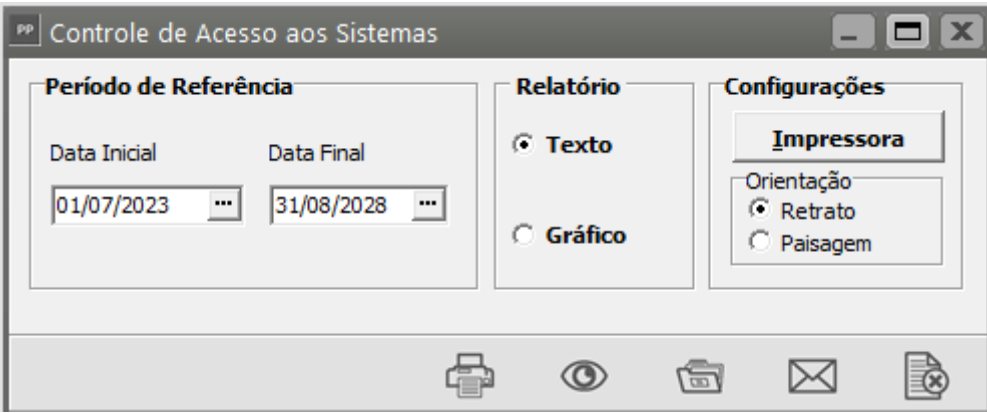 PP Controle de Acesso aos Sistemas
Período de Referência
Data Inicial Data Final
01/07/2023 ... 31/08/2028 ...
Relatório
Texto
Gráfico
Configurações
Impressora
Orientação
Retrato
Paisagem